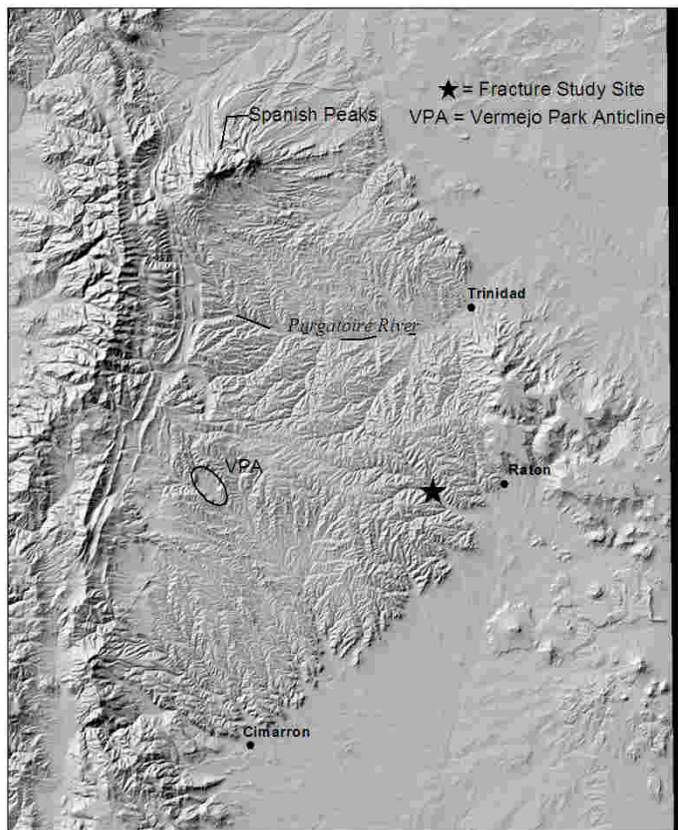 ★ = Fracture Study Site
VPA = Vermejo Park Anticline
Spanish Peaks
Trinidad
Purgatoire River
VPA
Raton
Cimarron